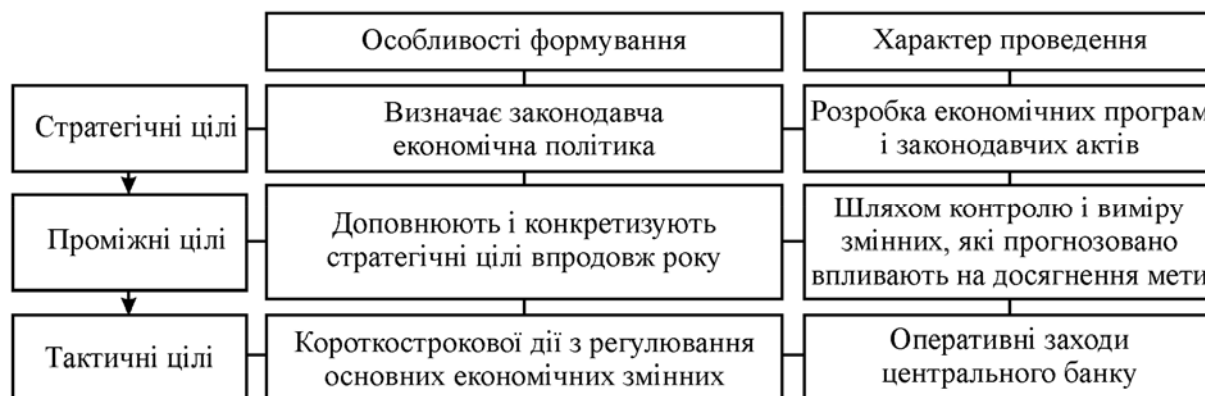 Особливості формування
Характер проведення
Стратегічні цілі
Визначає законодавча
економічна політика
Розробка економічних програм
і законодавчих актів
Проміжні цілі
Доповнюють і конкретизують
стратегічні цілі впродовж року
Шляхом контролю і виміру
змінних, які прогнозовано
впливають на досягнення мети
Тактичні цілі
Короткострокової дії з регулювання
основних економічних змінних
Оперативні заходи
центрального банку